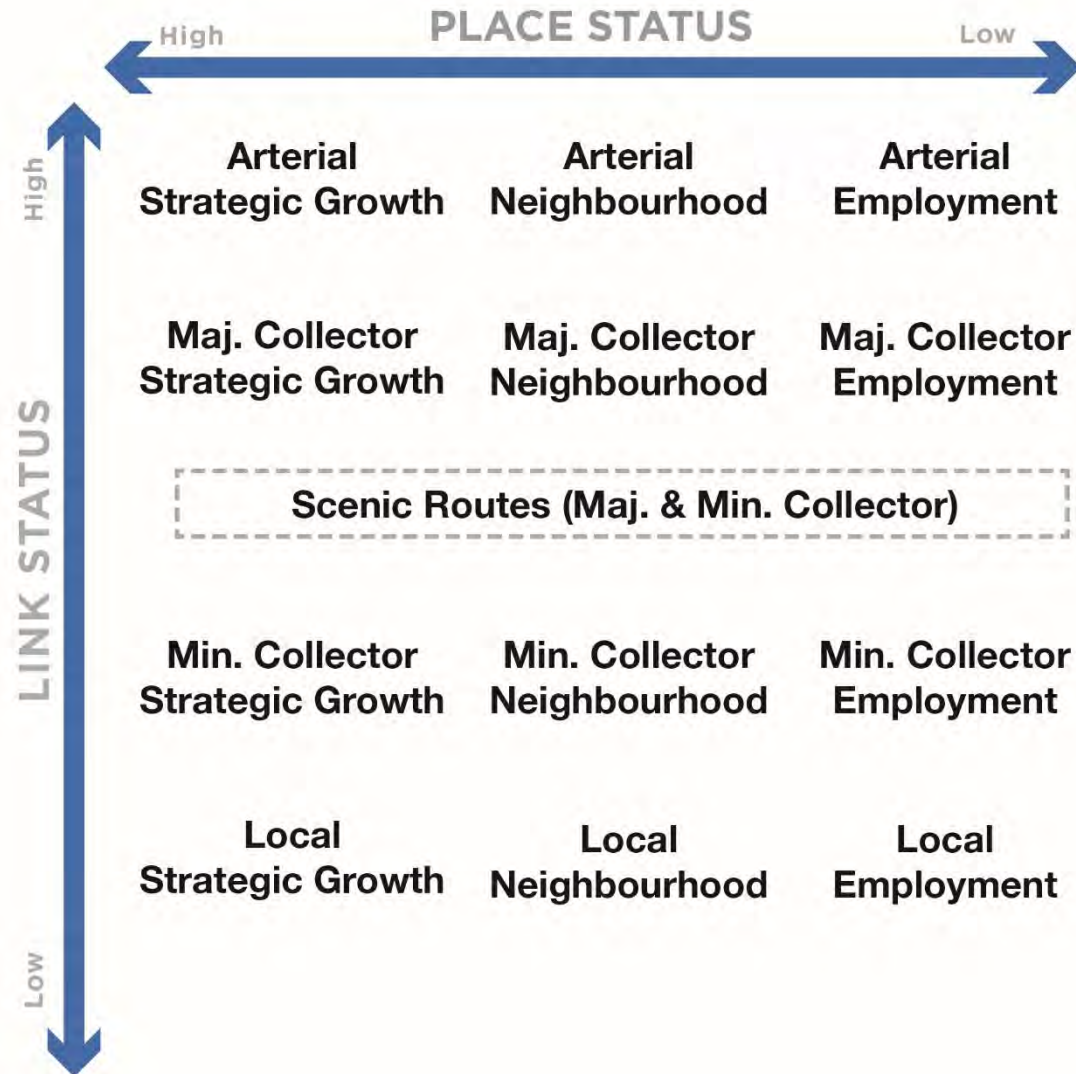 PLACE STATUS
High
Low
LINK STATUS
High
Low
Arterial
Strategic Growth
Arterial
Neighbourhood
Arterial
Employment
Maj. Collector
Strategic Growth
Maj. Collector
Neighbourhood
Maj. Collector
Employment
Scenic Routes (Maj. & Min. Collector)
Min. Collector
Strategic Growth
Min. Collector
Neighbourhood
Min. Collector
Employment
Local
Strategic Growth
Local
Neighbourhood
Local
Employment